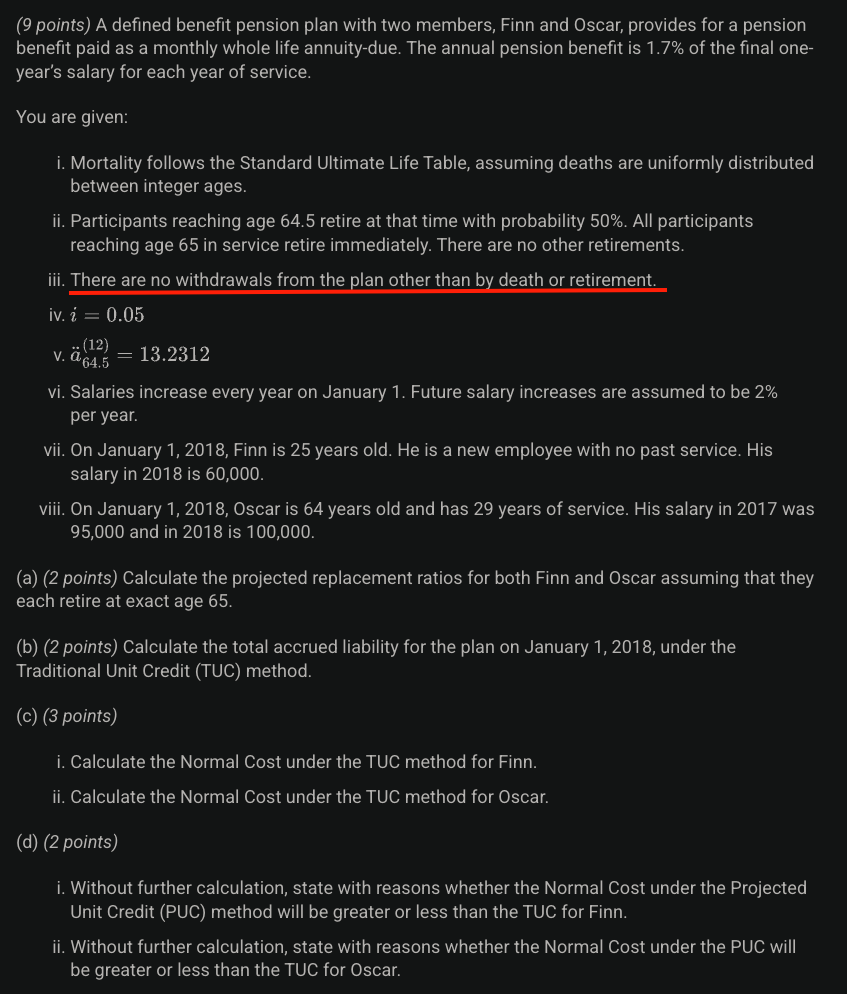 (9 points) A defined benefit pension plan with two members, Finn and Oscar, provides for a pension
benefit paid as a monthly whole life annuity-due. The annual pension benefit is 1.7% of the final one-
year's salary for each year of service.
You are given:
i. Mortality follows the Standard Ultimate Life Table, assuming deaths are uniformly distributed
between integer ages.
ii. Participants reaching age 64.5 retire at that time with probability 50%. All participants
reaching age 65 in service retire immediately. There are no other retirements.
iii. There are no withdrawals from the plan other than by death or retirement.
iv. i = 0.05
v. ä_{64.5}^{(12)} = 13.2312
vi. Salaries increase every year on January 1. Future salary increases are assumed to be 2%
per year.
vii. On January 1, 2018, Finn is 25 years old. He is a new employee with no past service. His
salary in 2018 is 60,000.
viii. On January 1, 2018, Oscar is 64 years old and has 29 years of service. His salary in 2017 was
95,000 and in 2018 is 100,000.
(a) (2 points) Calculate the projected replacement ratios for both Finn and Oscar assuming that they
each retire at exact age 65.
(b) (2 points) Calculate the total accrued liability for the plan on January 1, 2018, under the
Traditional Unit Credit (TUC) method.
(c) (3 points)
i. Calculate the Normal Cost under the TUC method for Finn.
ii. Calculate the Normal Cost under the TUC method for Oscar.
(d) (2 points)
i. Without further calculation, state with reasons whether the Normal Cost under the Projected
Unit Credit (PUC) method will be greater or less than the TUC for Finn.
ii. Without further calculation, state with reasons whether the Normal Cost under the PUC will
be greater or less than the TUC for Oscar.